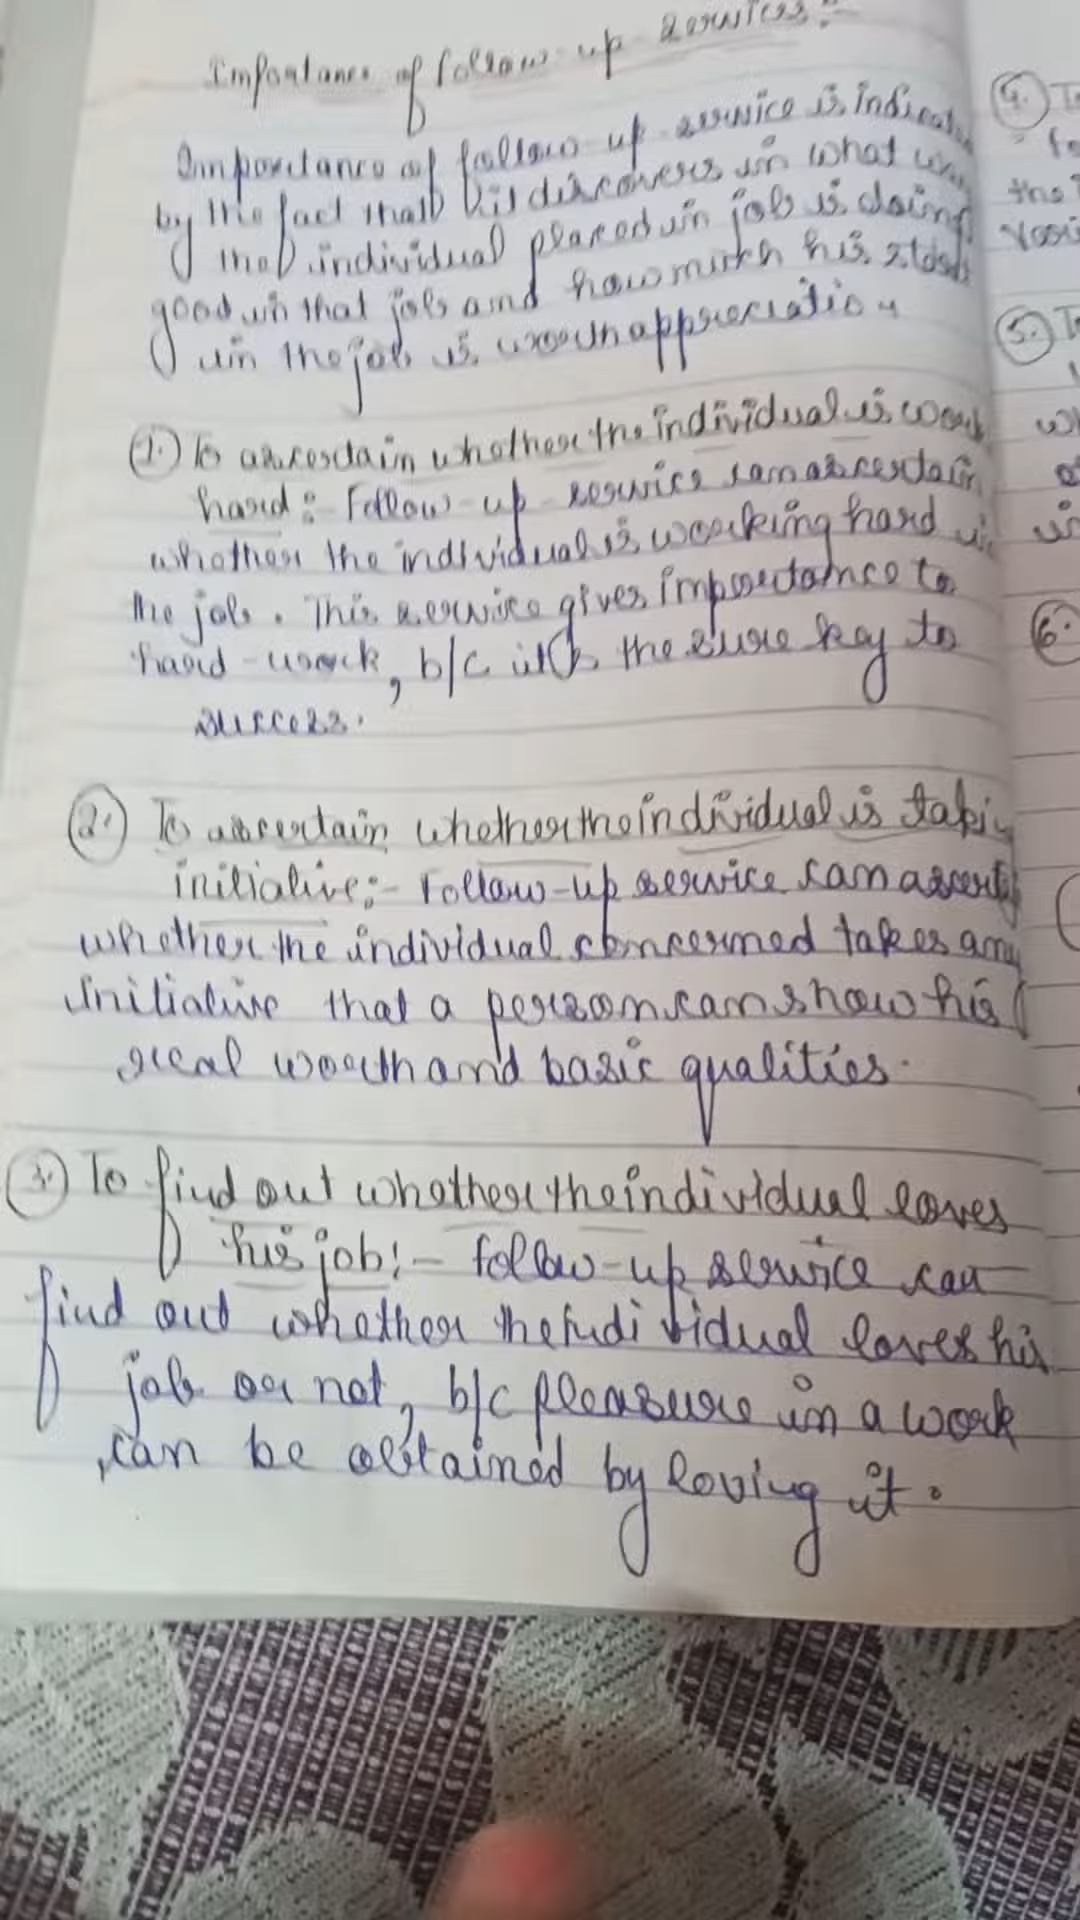 Importance of follow-up services:-
Importance of follow-up service is indicated
by the fact that it discovers in what way
the individual placed in job is doing
good in that job and how much his
in the job is worth appreciation
(1.) To ascertain whether the individual is work
hard:- Follow-up service can ascertain
whether the individual is working hard in
the job. This service gives importance to
hard-work, b/c it is the sure key to
success.
(2.) To ascertain whether the individual is taking
initiative:- Follow-up service can ascertain
whether the individual concerned takes any
initiative that a person can show his
real worth and basic qualities.
(3.) To find out whether the individual loves
his job:- Follow-up service can
find out whether the individual loves his
job or not, b/c pleasure in a work
can be obtained by loving it.
(4.)
the
(5.)
(6.